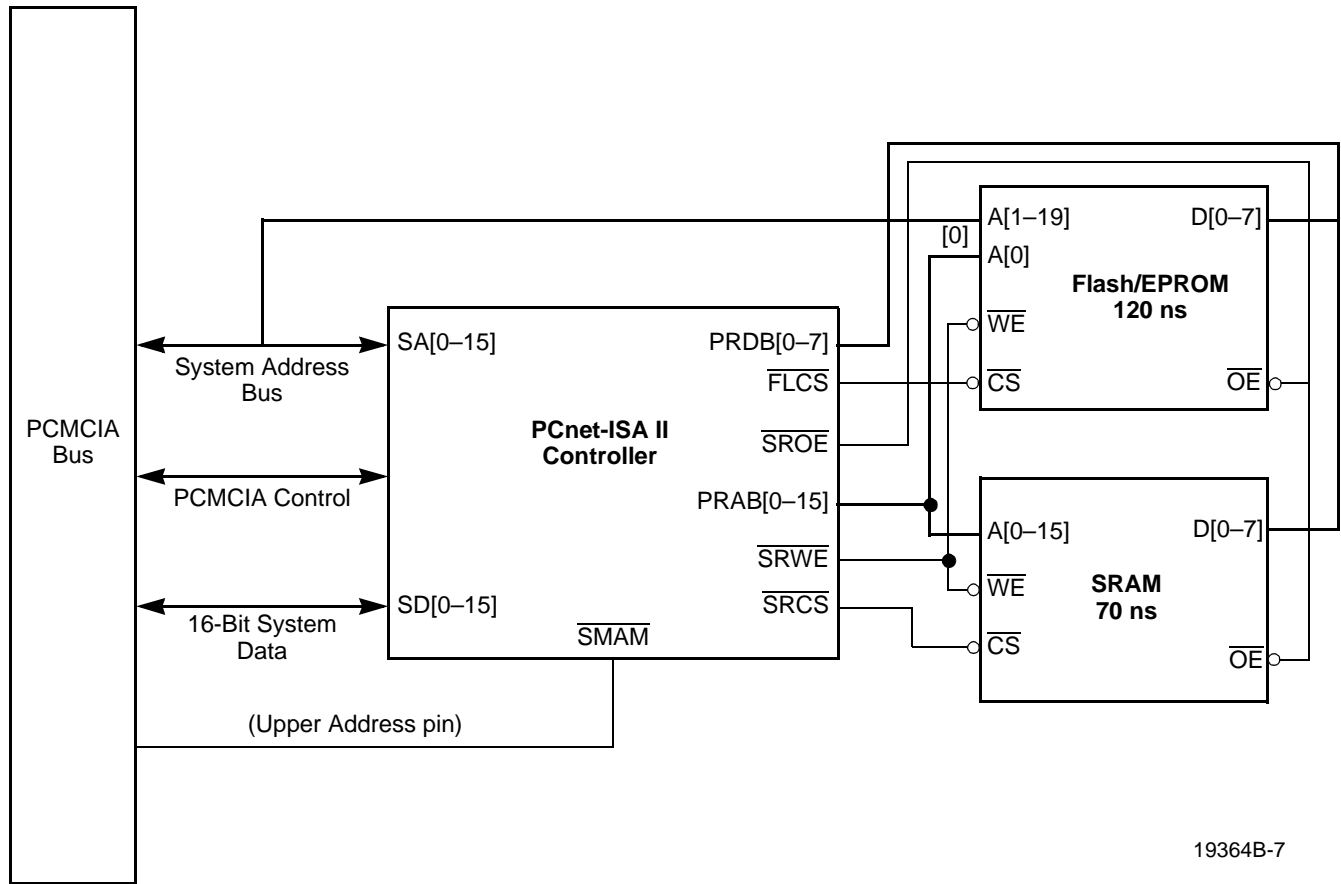 PCMCIA
Bus
System Address
Bus
PCMCIA Control
16-Bit System
Data
(Upper Address pin)
SA[0–15]
SD[0–15]
PCnet-ISA II
Controller
SMAM
PRDB[0–7]
FLCS
SROE
PRAB[0–15]
SRWE
SRCS
[0]
A[1–19]
D[0–7]
A[0]
Flash/EPROM
120 ns
WE
CS
OE
A[0–15]
D[0–7]
SRAM
70 ns
WE
CS
OE
19364B-7